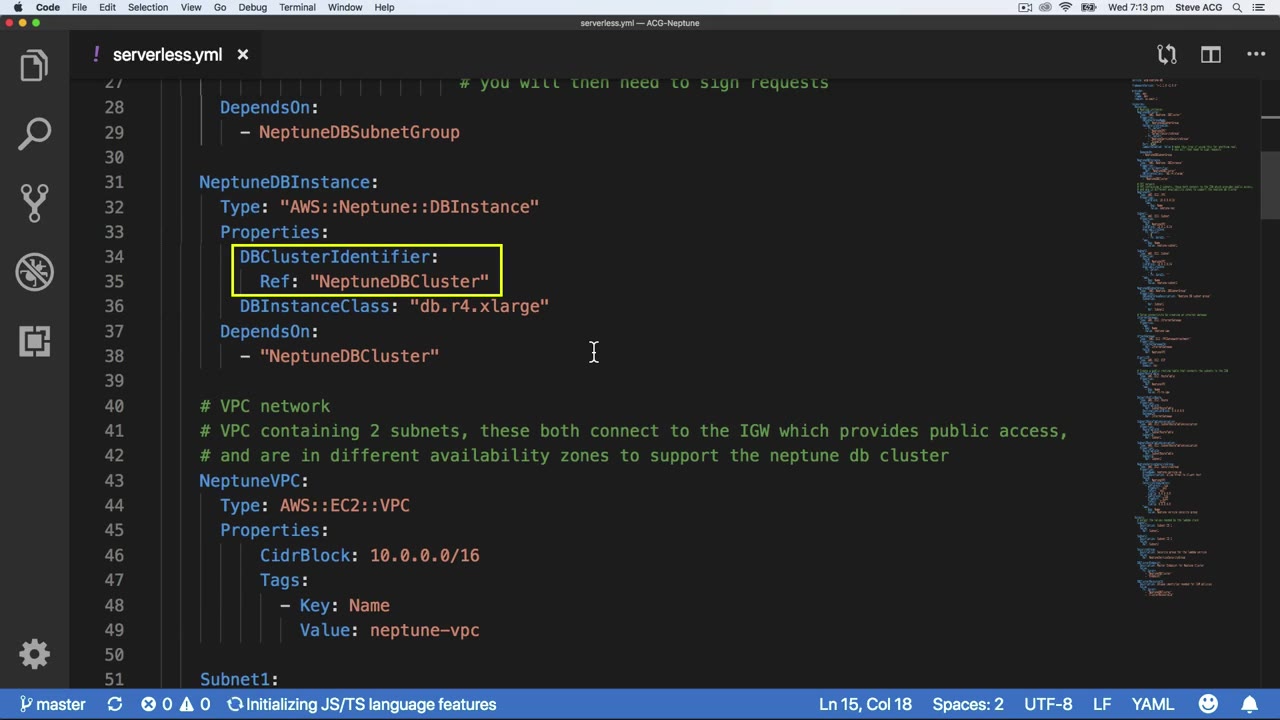 Code File Edit Selection View Go Debug Terminal Window Help Wed 7:13 pm Steve ACG
serverless.yml — ACG-Neptune
! serverless.yml ×
27 # you will then need to sign requests
28 DependsOn:
29 - NeptuneDBSubnetGroup
30
31 NeptuneDBInstance:
32 Type: "AWS::Neptune::DBInstance"
33 Properties:
34 DBClusterIdentifier:
35 Ref: "NeptuneDBCluster"
36 DBInstanceClass: "db.r4.xlarge"
37 DependsOn:
38 - "NeptuneDBCluster"
39
40 # VPC network
41 # VPC containing 2 subnets, these both connect to the IGW which provides public access,
42 # and are in different availability zones to support the neptune db cluster
43 NeptuneVPC:
44 Type: AWS::EC2::VPC
45 Properties:
46 CidrBlock: 10.0.0.0/16
47 Tags:
48 - Key: Name
49 Value: neptune-vpc
50
51 Subnet1:
master 0 0 Initializing JS/TS language features Ln 15, Col 18 Spaces: 2 UTF-8 LF YAML